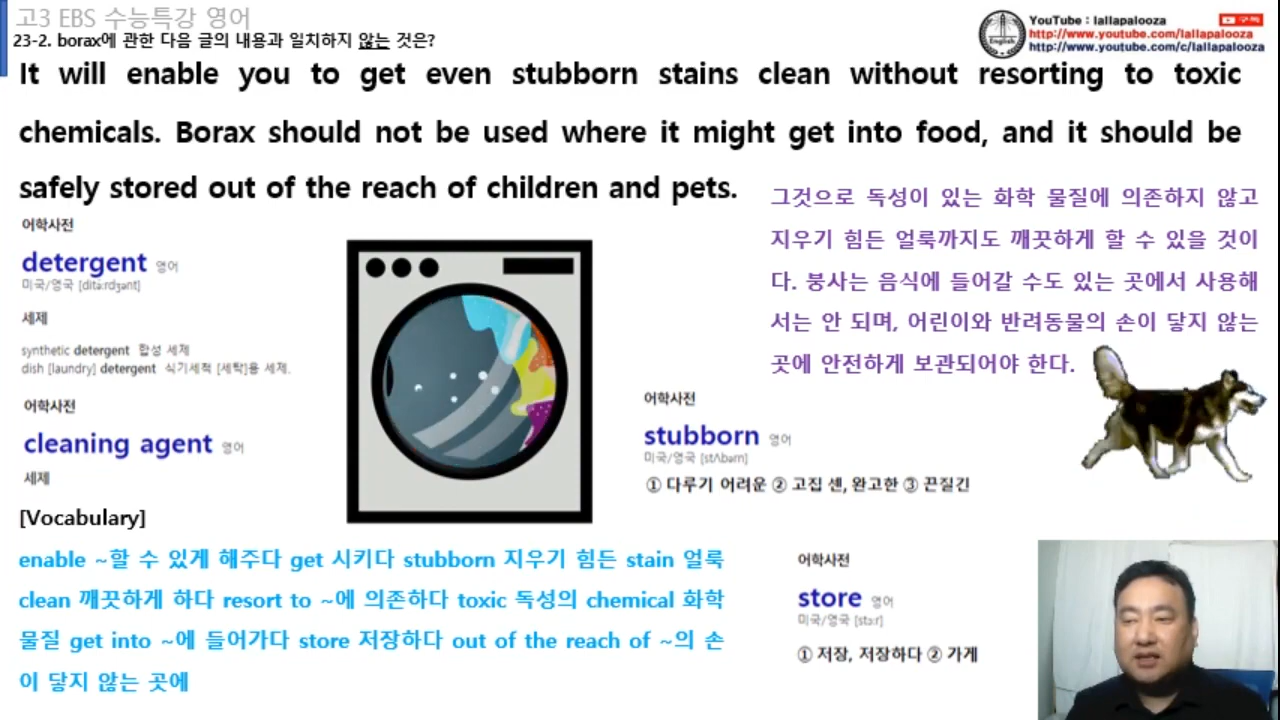 고3 EBS 수능특강 영어
23-2. borax에 관한 다음 글의 내용과 일치하지 않는 것은?
YouTube : lallapalooza
구독
http://www.youtube.com/lallapalooza
http://www.youtube.com/c/lallapalooza
English
It will enable you to get even stubborn stains clean without resorting to toxic
chemicals. Borax should not be used where it might get into food, and it should be
safely stored out of the reach of children and pets.
그것으로 독성이 있는 화학 물질에 의존하지 않고
지우기 힘든 얼룩까지도 깨끗하게 할 수 있을 것이
다. 붕사는 음식에 들어갈 수도 있는 곳에서 사용해
서는 안 되며, 어린이와 반려동물의 손이 닿지 않는
곳에 안전하게 보관되어야 한다.
어학사전
detergent 영어
미국/영국 [ditə:rdʒənt]
세제
synthetic detergent 합성 세제
dish [laundry] detergent 식기세척 [세탁]용 세제.
어학사전
cleaning agent 영어
세제
어학사전
stubborn 영어
미국/영국 [stʌbərn]
① 다루기 어려운 ② 고집 센, 완고한 ③ 끈질긴
[Vocabulary]
enable ~할 수 있게 해주다 get 시키다 stubborn 지우기 힘든 stain 얼룩
clean 깨끗하게 하다 resort to ~에 의존하다 toxic 독성의 chemical 화학
물질 get into ~에 들어가다 store 저장하다 out of the reach of ~의 손
이 닿지 않는 곳에
어학사전
store 영어
미국/영국 [stɔ:r]
① 저장, 저장하다 ② 가게